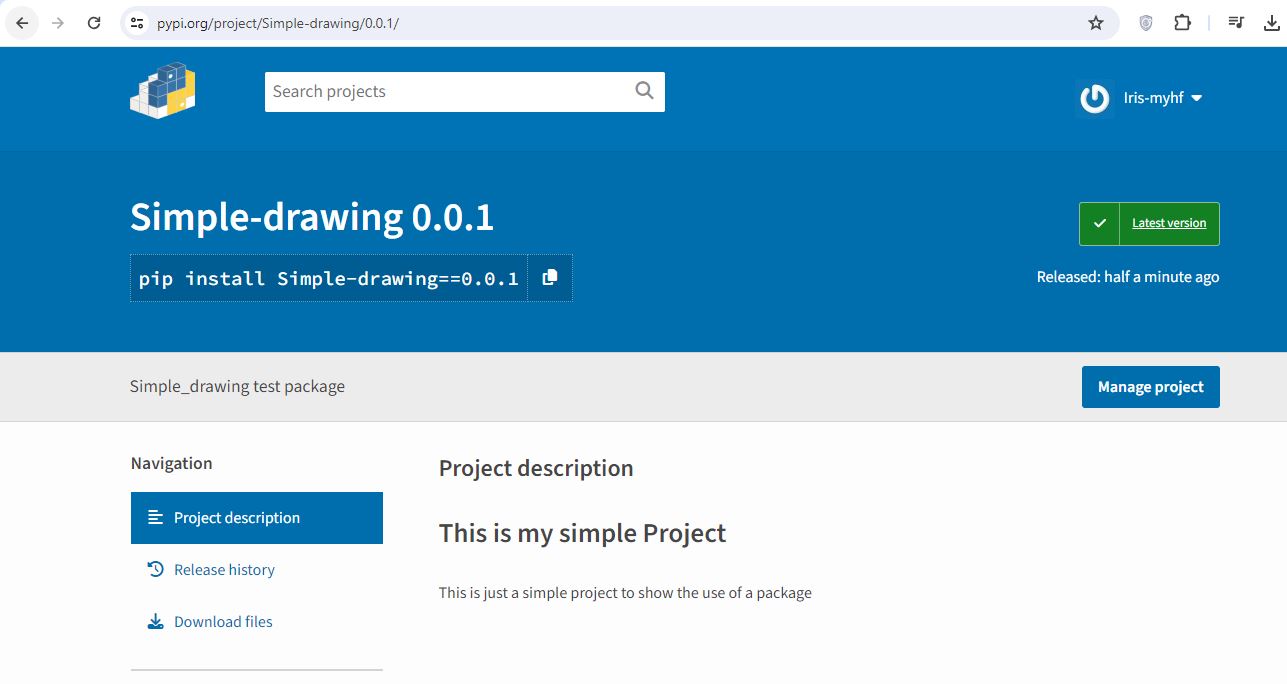 pypi.org/project/Simple-drawing/0.0.1/
Search projects
Iris-myhf
Simple-drawing 0.0.1
Latest version
pip install Simple-drawing==0.0.1
Released: half a minute ago
Simple_drawing test package
Manage project
Navigation
Project description
Project description
This is my simple Project
Release history
This is just a simple project to show the use of a package
Download files